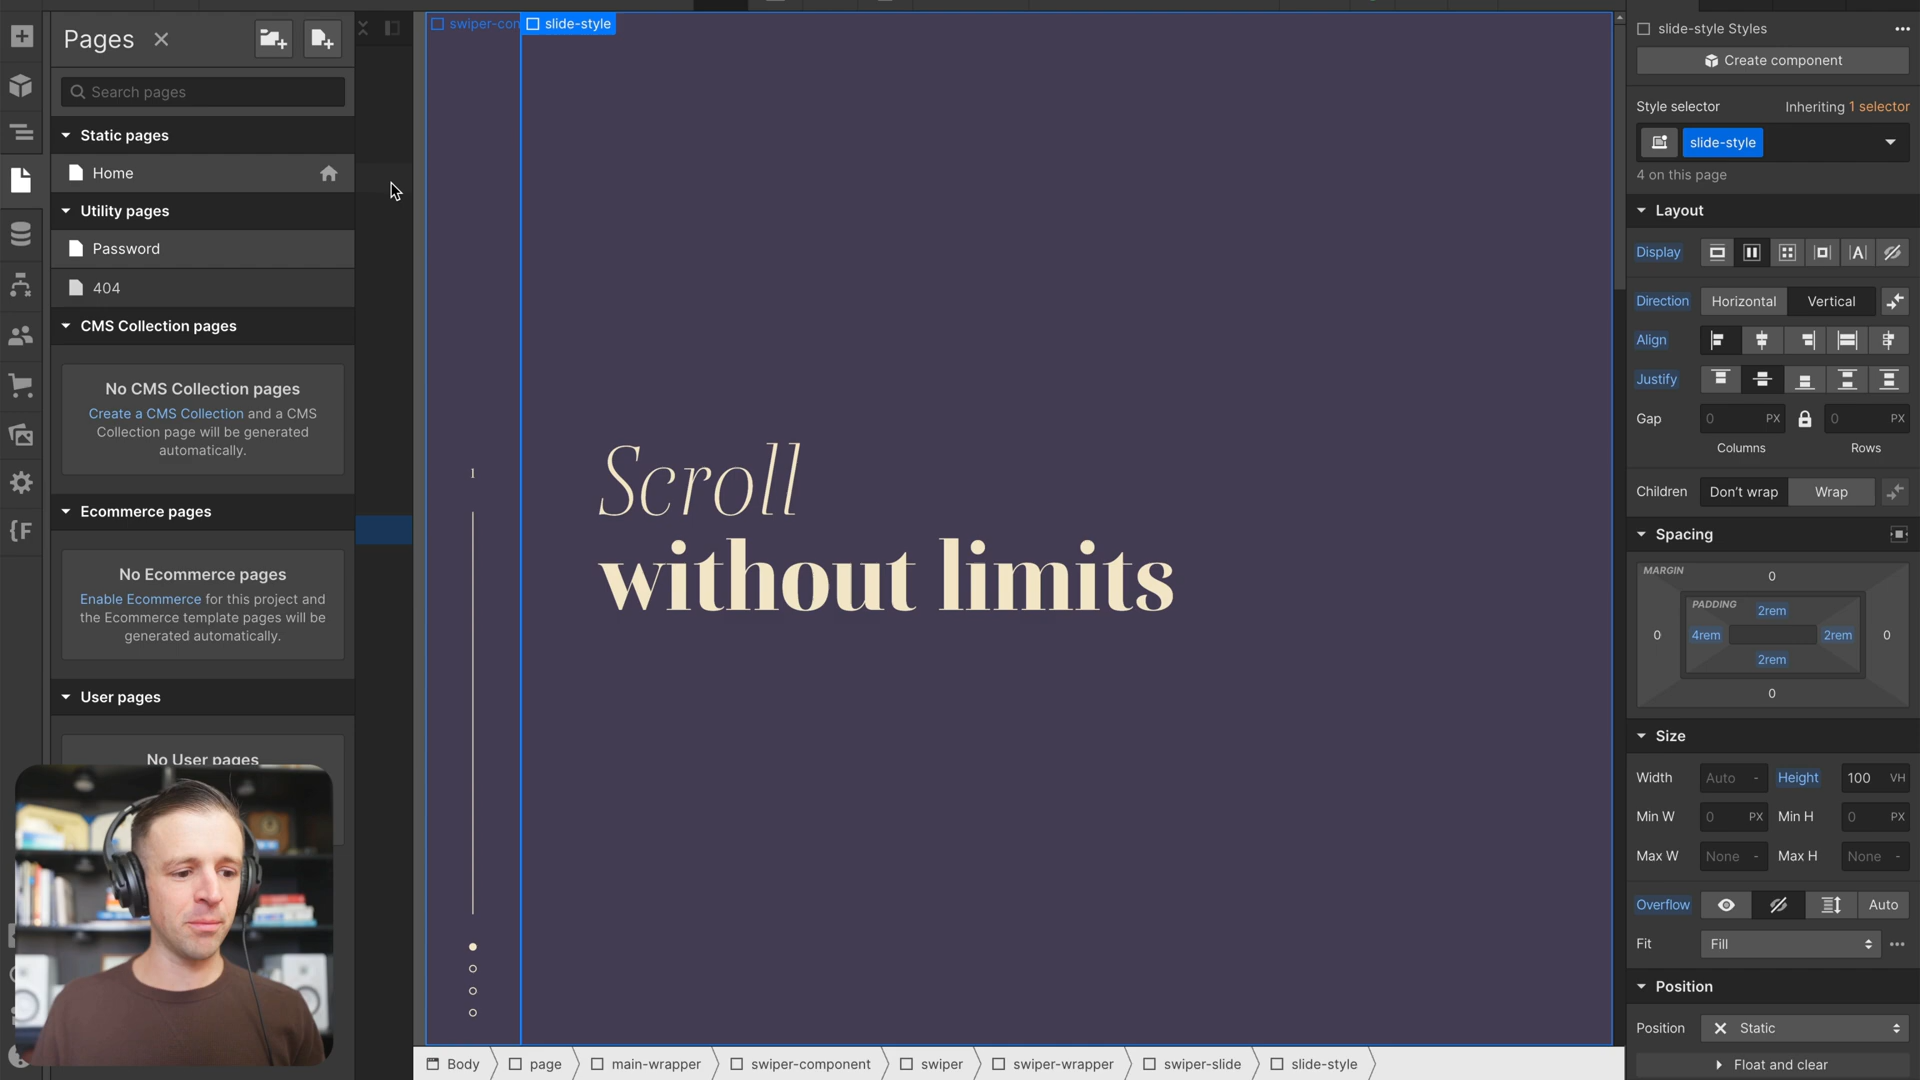 Pages
Search pages
Static pages
Home
Utility pages
Password
404
CMS Collection pages
No CMS Collection pages
Create a CMS Collection and a CMS
Collection page will be generated
automatically.
Ecommerce pages
No Ecommerce pages
Enable Ecommerce for this project and
the Ecommerce template pages will be
generated automatically.
User pages
No User pages
swiper-con
slide-style
I
Scroll
without limits
Body
page
main-wrapper
swiper-component
swiper
swiper-wrapper
swiper-slide
slide-style
slide-style Styles
Create component
Style selector
Inheriting 1 selector
slide-style
4 on this page
Layout
Display
Direction
Horizontal
Vertical
Align
Justify
Gap
0 PX
0 PX
Columns
Rows
Children
Don't wrap
Wrap
Spacing
MARGIN
0
PADDING
2rem
0
4rem
2rem
0
2rem
0
Size
Width
Auto -
Height
100 VH
Min W
0 PX
Min H
0 PX
Max W
None -
Max H
None -
Overflow
Auto
Fit
Fill
Position
Position
Static
Float and clear